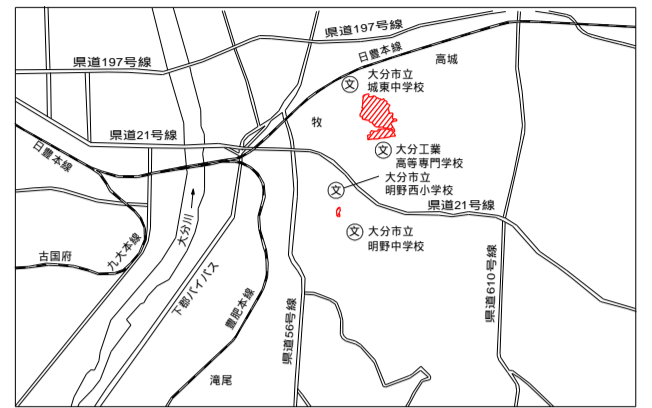 県道197号線
日豊本線
高城
県道197号線
文
大分市立
城東中学校
牧
県道21号線
文
大分工業
高等専門学校
日豊本線
大分市立
明野西小学校
文
県道21号線
大分川
文
大分市立
明野中学校
古国府
九大本線
下郡バイパス
豊肥本線
県道56号線
県道610号線
滝尾